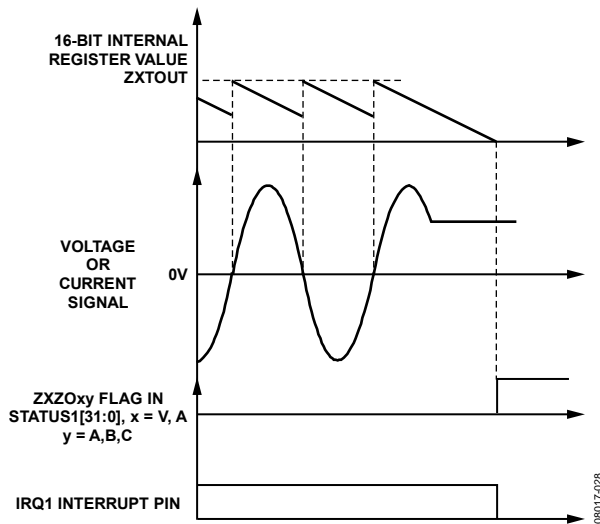 16-BIT INTERNAL
REGISTER VALUE
ZXTOUT
VOLTAGE
OR
CURRENT
SIGNAL
0V
ZXZOxy FLAG IN
STATUS1[31:0], x = V, A
y = A,B,C
IRQ1 INTERRUPT PIN
08017-028